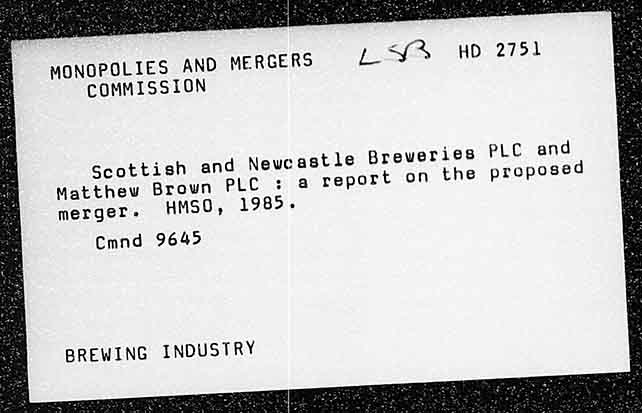 MONOPOLIES AND MERGERS LSB HD 2751
COMMISSION
Scottish and Newcastle Breweries PLC and
Matthew Brown PLC : a report on the proposed
merger. HMSO, 1985.
Cmnd 9645
BREWING INDUSTRY